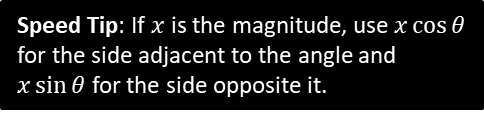 Speed Tip: If x is the magnitude, use x cos θ
for the side adjacent to the angle and
x sin θ for the side opposite it.